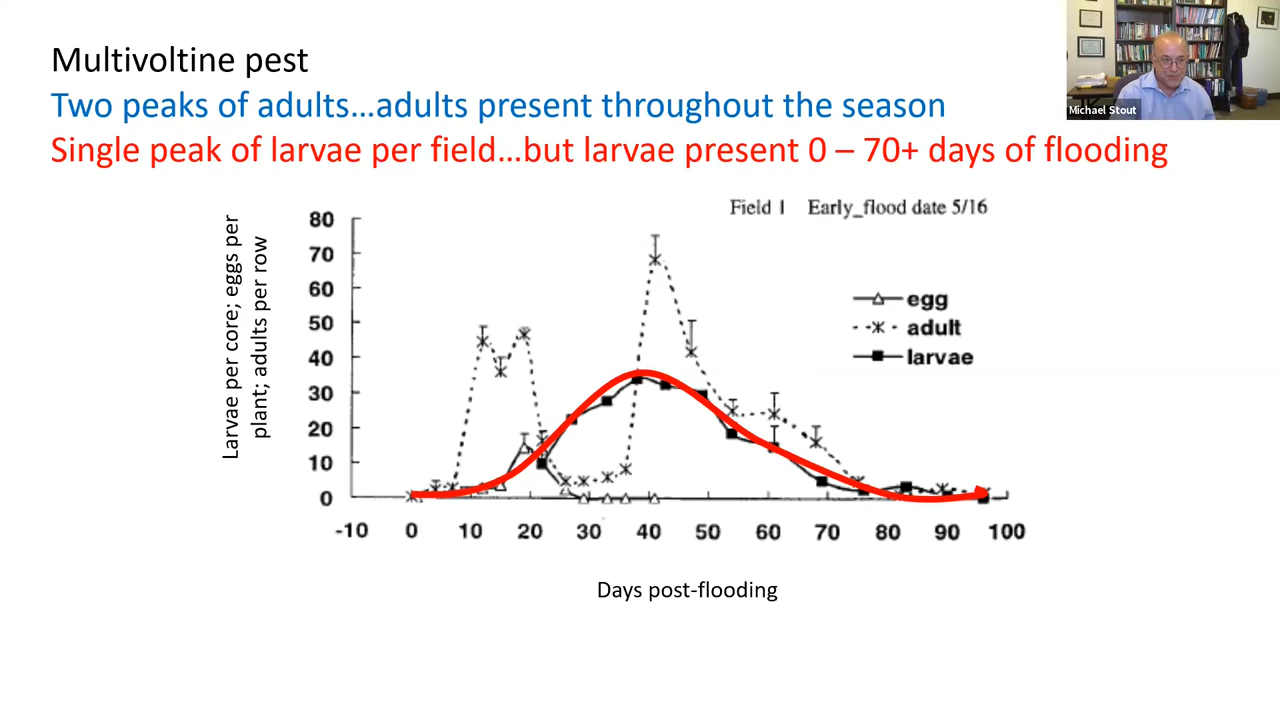 Multivoltine pest
Two peaks of adults…adults present throughout the season
Single peak of larvae per field…but larvae present 0 – 70+ days of flooding
Michael Stout
Field 1 Early_flood date 5/16
Larvae per core; eggs per
plant; adults per row
80
70
60
50
40
30
20
10
0
egg
adult
larvae
-10 0 10 20 30 40 50 60 70 80 90 100
Days post-flooding